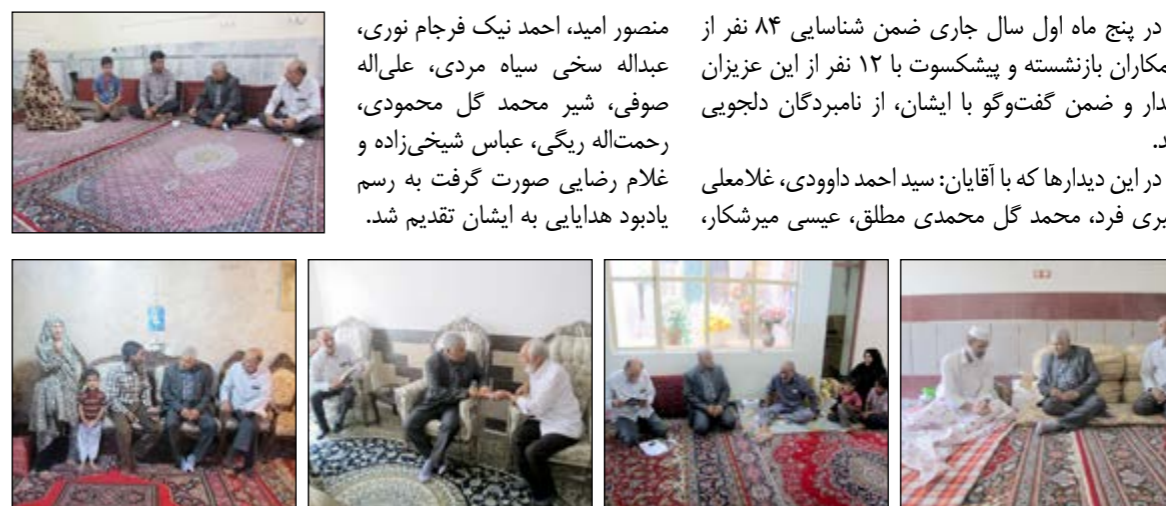 در پنج ماه اول سال جاری ضمن شناسایی ۸۴ نفر از
مکاران بازنشسته و پیشکسوت با ۱۲ نفر از این عزیزان
دار و ضمن گفت‌وگو با ایشان، از نامبردگان دلجویی
د.
در این دیدارها که با آقایان: سید احمد داوودی، غلامعلی
فرد، محمد گل محمدی مطلق، عیسی میرشکار،
منصور امید، احمد نیک فرجام نوری،
عبداله سخی سیاه مردی، علی‌اله
صوفی، شیر محمد گل محمودی،
رحمت‌اله ریگی، عباس شیخی‌زاده و
غلام رضایی صورت گرفت به رسم
یادبود هدایایی به ایشان تقدیم شد.